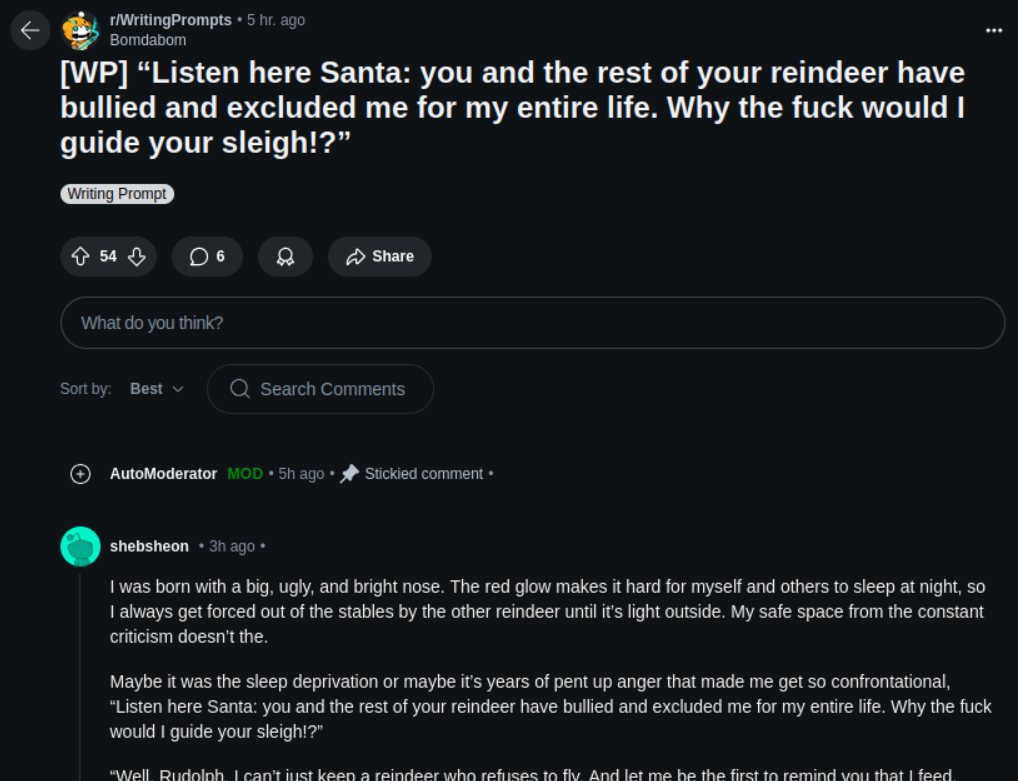 r/WritingPrompts • 5 hr. ago
Bomdabom
[WP] “Listen here Santa: you and the rest of your reindeer have
bullied and excluded me for my entire life. Why the fuck would I
guide your sleigh!?”
Writing Prompt
54
6
Share
What do you think?
Sort by: Best
Search Comments
AutoModerator MOD • 5h ago • Stickied comment •
shebsheon • 3h ago •
I was born with a big, ugly, and bright nose. The red glow makes it hard for myself and others to sleep at night, so
I always get forced out of the stables by the other reindeer until it’s light outside. My safe space from the constant
criticism doesn’t the.
Maybe it was the sleep deprivation or maybe it’s years of pent up anger that made me get so confrontational,
“Listen here Santa: you and the rest of your reindeer have bullied and excluded me for my entire life. Why the fuck
would I guide your sleigh!?”
“Well, Rudolph, I can’t just keep a reindeer who refuses to fly. And let me be the first to remind you that I feed,